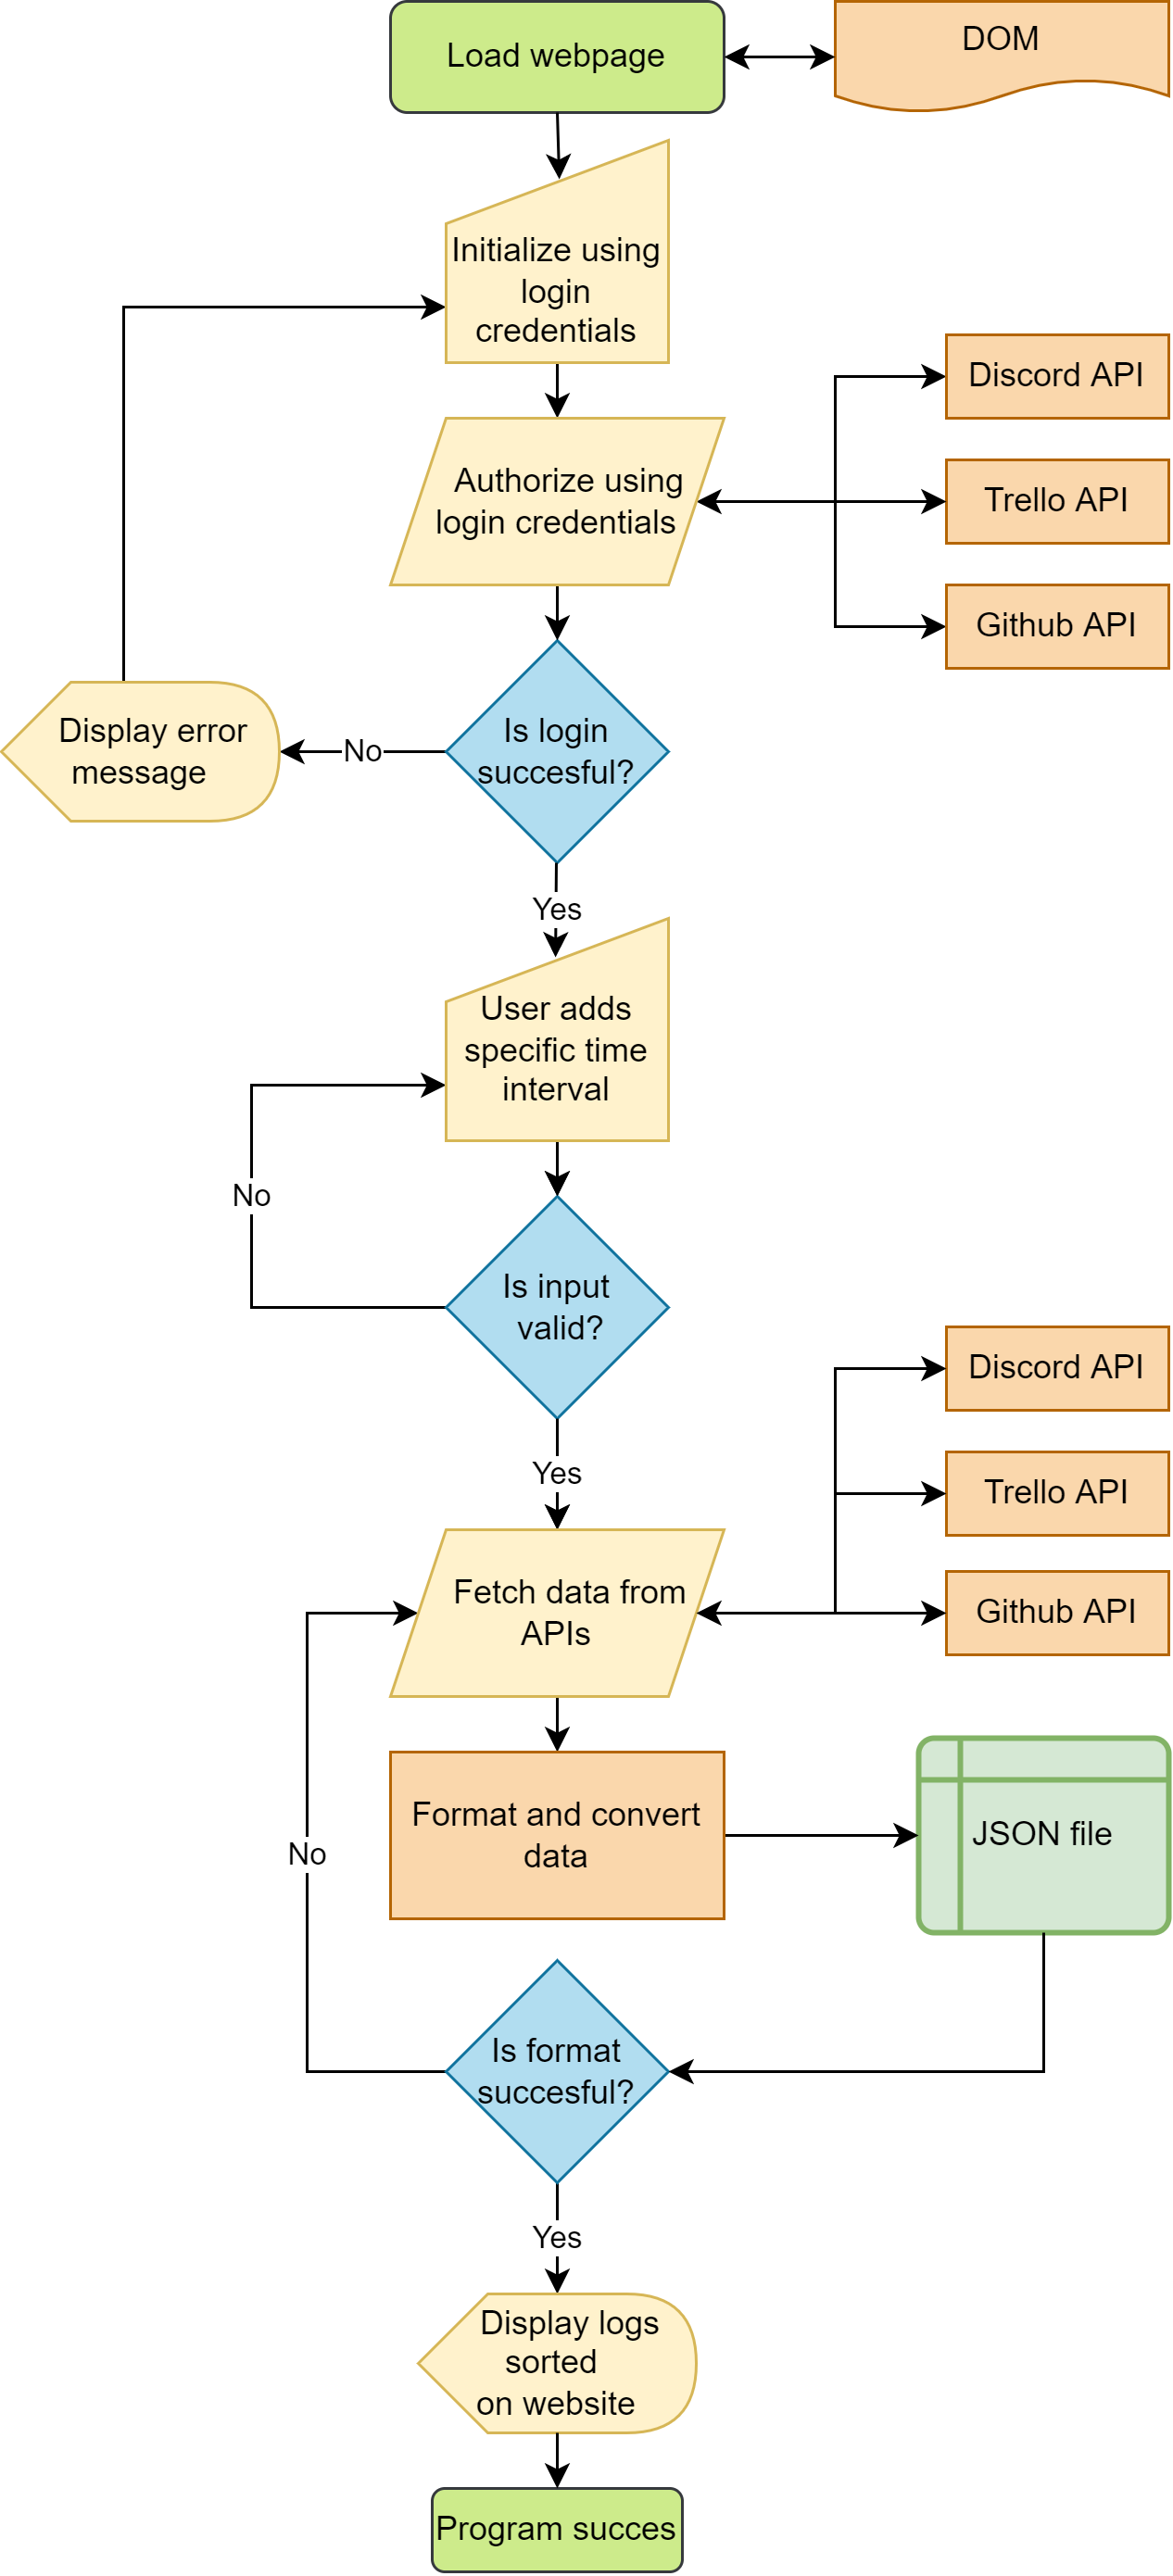 Load webpage
DOM
Initialize using
login
credentials
Discord API
Authorize using
login credentials
Trello API
Github API
Is login
succesful?
No
Display error
message
Yes
User adds
specific time
interval
No
Is input
valid?
Yes
Discord API
Trello API
Fetch data from
APIs
Github API
Format and convert
data
JSON file
No
Is format
succesful?
Yes
Display logs
sorted
on website
Program succes